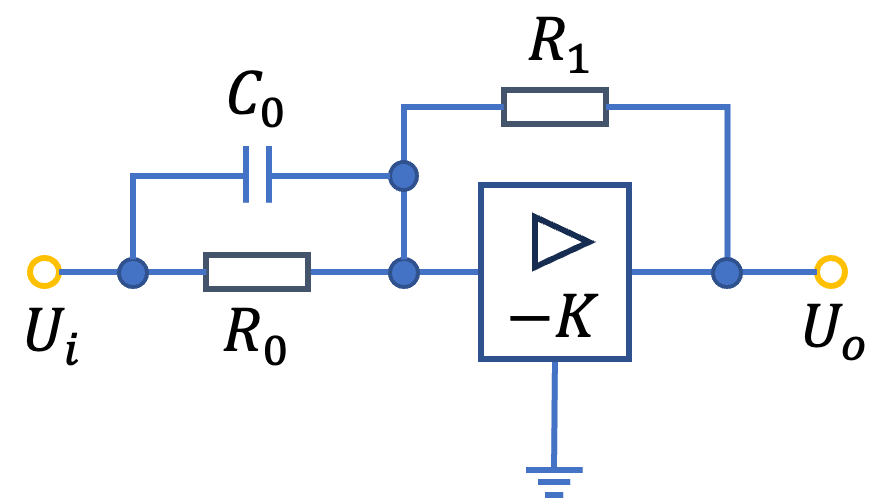 R₁
C₀
Uᵢ
R₀
−K
Uₒ